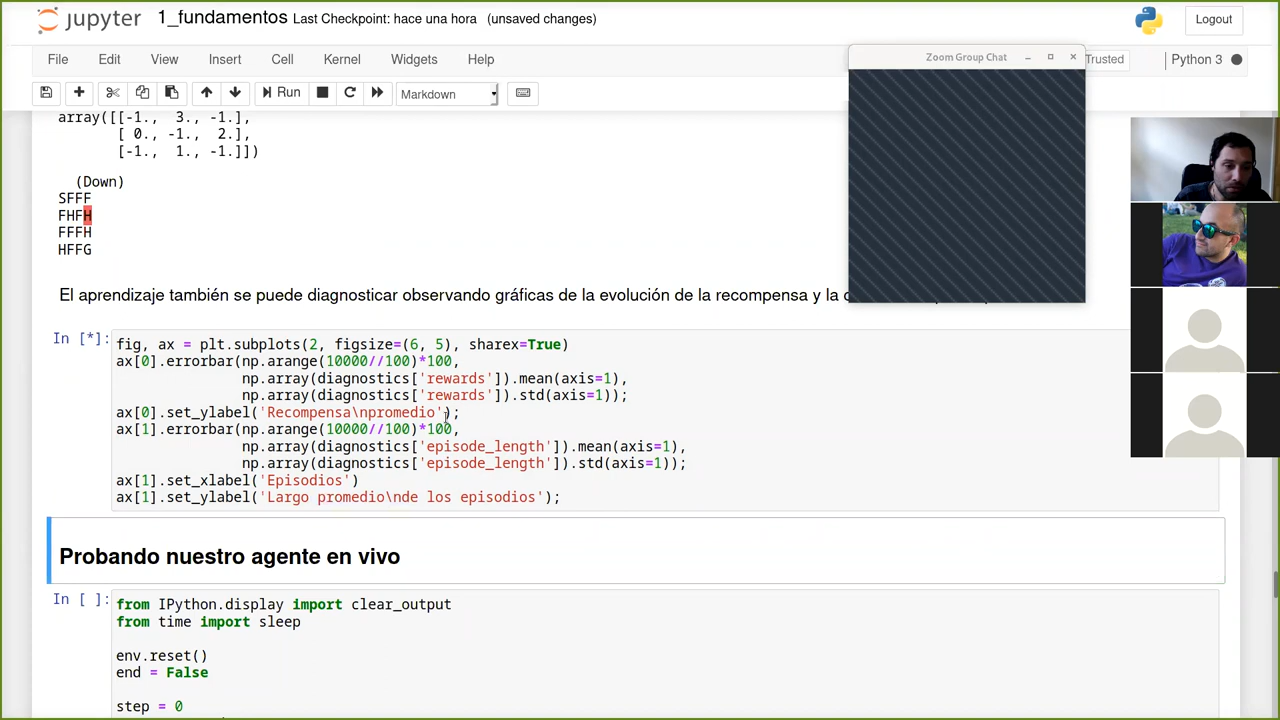 jupyter 1_fundamentos Last Checkpoint: hace una hora (unsaved changes)
Logout
File Edit View Insert Cell Kernel Widgets Help
Trusted
Python 3
Run
Markdown
Zoom Group Chat
array([[-1., 3., -1.],
[ 0., -1., 2.],
[-1., 1., -1.]])
(Down)
SFFF
FHFH
FFFH
HFFG
El aprendizaje también se puede diagnosticar observando gráficas de la evolución de la recompensa y la
In [*]:
fig, ax = plt.subplots(2, figsize=(6, 5), sharex=True)
ax[0].errorbar(np.arange(10000//100)*100,
np.array(diagnostics['rewards']).mean(axis=1),
np.array(diagnostics['rewards']).std(axis=1));
ax[0].set_ylabel('Recompensa\npromedio');
ax[1].errorbar(np.arange(10000//100)*100,
np.array(diagnostics['episode_length']).mean(axis=1),
np.array(diagnostics['episode_length']).std(axis=1));
ax[1].set_xlabel('Episodios')
ax[1].set_ylabel('Largo promedio\nde los episodios');
Probando nuestro agente en vivo
In [ ]:
from IPython.display import clear_output
from time import sleep
env.reset()
end = False
step = 0